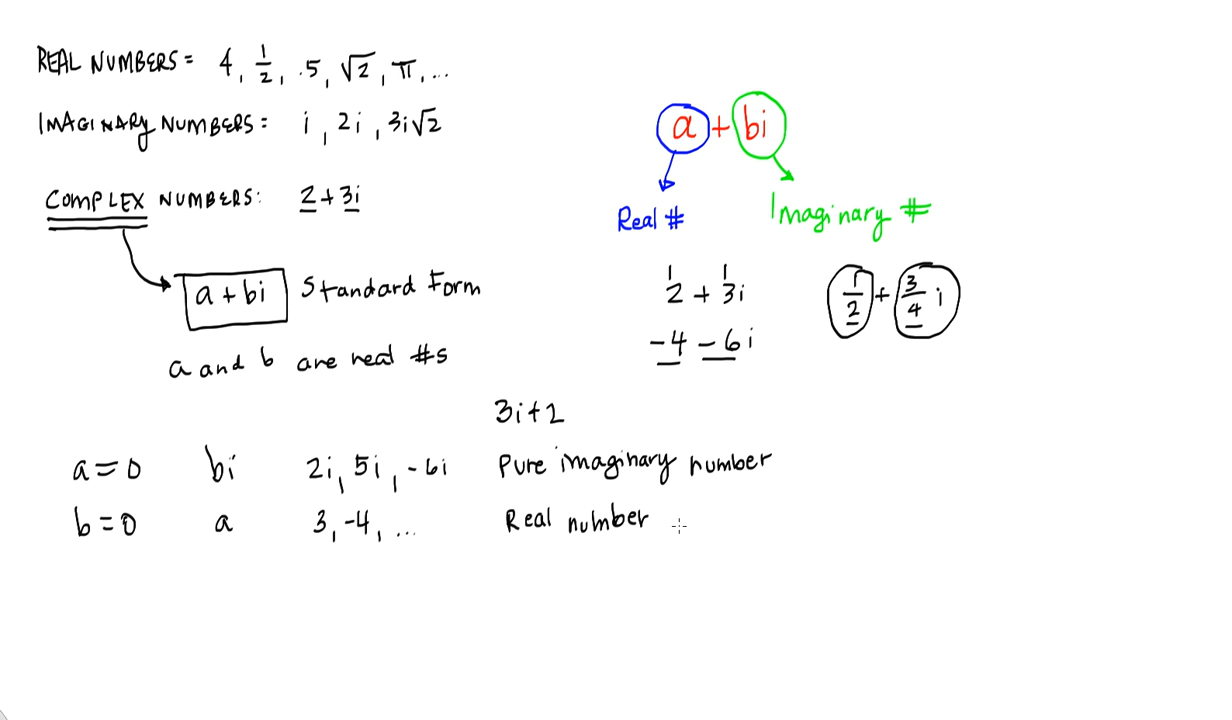 REAL NUMBERS = 4, 1/2, .5, √2, π, ...
IMAGINARY NUMBERS = i, 2i, 3i√2
COMPLEX NUMBERS: 2 + 3i
a + bi Standard Form
a and b are real #s
a + bi
Real # Imaginary #
1/2 + 1/3i 1/2 + 3/4 i
-4 - 6i
3i+2
a = 0 bi 2i, 5i, -6i Pure imaginary number
b = 0 a 3, -4, ... Real number